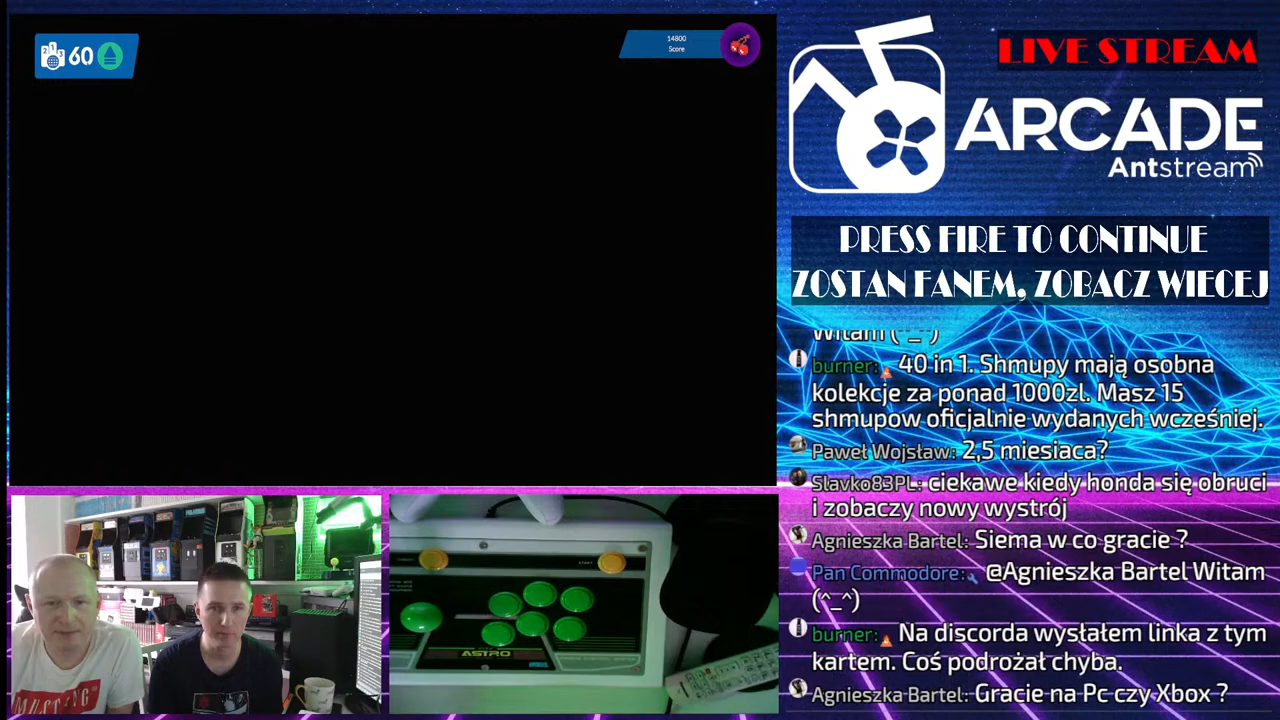 60
14800
Score
LIVE STREAM
ARCADE
Antstream
PRESS FIRE TO CONTINUE
ZOSTAN FANEM, ZOBACZ WIECEJ
Witam (^_^)
burner: 40 in 1. Shmupy mają osobna
kolekcje za ponad 1000zl. Masz 15
shmupow oficjalnie wydanych wcześniej.
Paweł Wojsław: 2,5 miesiaca?
Slavko83PL: ciekawe kiedy honda się obruci
i zobaczy nowy wystrój
Agnieszka Bartel: Siema w co gracie ?
Pan Commodore: @Agnieszka Bartel Witam
(^_^)
burner: Na discorda wysłałem linka z tym
kartem. Coś podrożał chyba.
Agnieszka Bartel: Gracie na Pc czy Xbox ?
MUSTANG
ASTRO